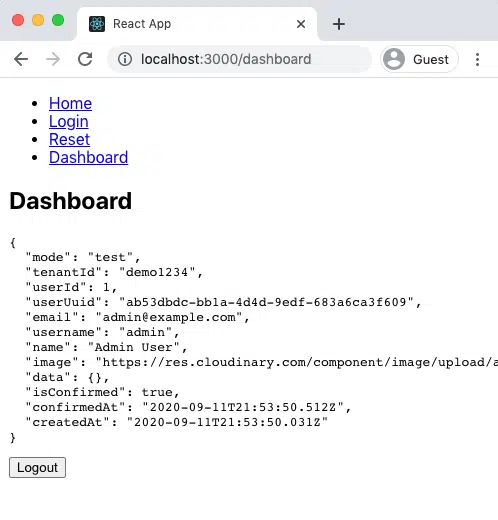 React App
localhost:3000/dashboard
Guest
Home
Login
Reset
Dashboard
Dashboard
{
  "mode": "test",
  "tenantId": "demo1234",
  "userId": 1,
  "userUuid": "ab53dbdc-bb1a-4d4d-9edf-683a6ca3f609",
  "email": "admin@example.com",
  "username": "admin",
  "name": "Admin User",
  "image": "https://res.cloudinary.com/component/image/upload/a
  "data": {},
  "isConfirmed": true,
  "confirmedAt": "2020-09-11T21:53:50.512Z",
  "createdAt": "2020-09-11T21:53:50.031Z"
}
Logout